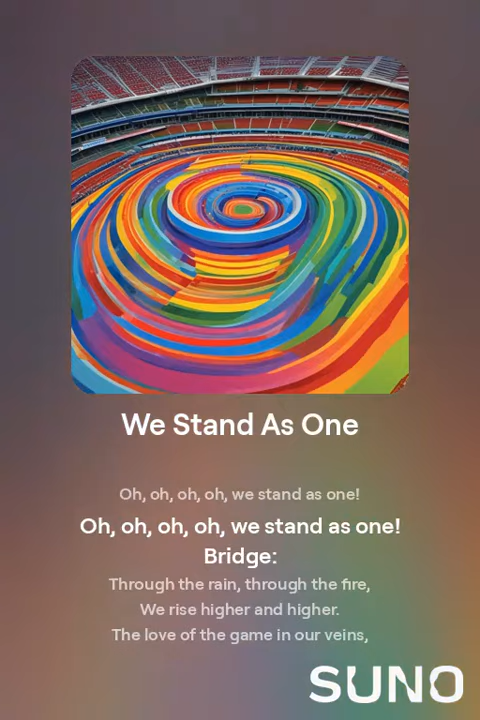 We Stand As One
Oh, oh, oh, oh, we stand as one!
Oh, oh, oh, oh, we stand as one!
Bridge:
Through the rain, through the fire,
We rise higher and higher.
The love of the game in our veins,
SUNO